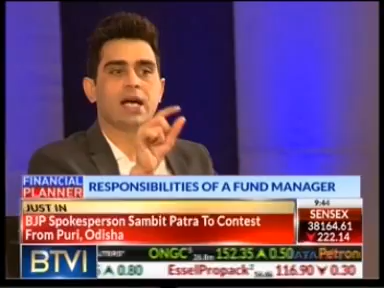 FINANCIAL
PLANNER
RESPONSIBILITIES OF A FUND MANAGER
JUST IN
BJP Spokesperson Sambit Patra To Contest
From Puri, Odisha
9:44
SENSEX
38164.61
222.14
BTVI
ONGC 152.35 0.50 Petron
5 0.80 EsselPropack 116.90 0.30